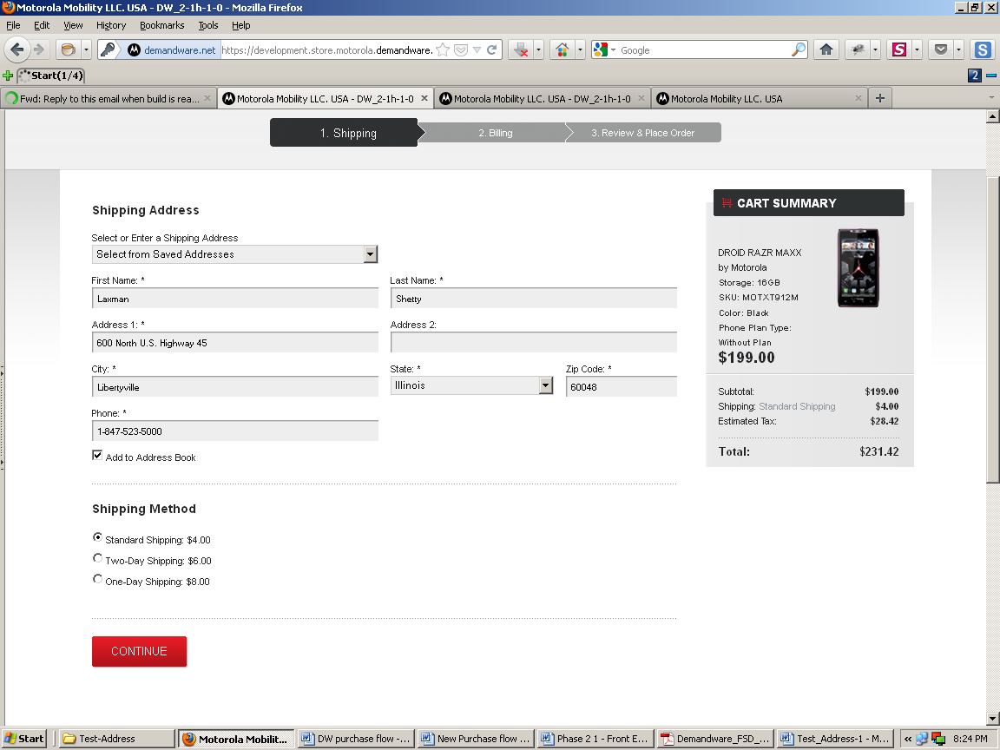 Motorola Mobility LLC. USA - DW_2-1h-1-0 - Mozilla Firefox
File Edit View History Bookmarks Tools Help
demandware.net https://development.store.motorola.demandware. Google
Start(1/4) 2
Fwd: Reply to this email when build is rea... Motorola Mobility LLC. USA - DW_2-1h-1-0 Motorola Mobility LLC. USA - DW_2-1h-1-0 Motorola Mobility LLC. USA
1. Shipping 2. Billing 3. Review & Place Order
Shipping Address
Select or Enter a Shipping Address
Select from Saved Addresses
First Name: * Last Name: *
Laxman Shetty
Address 1: * Address 2:
600 North U.S. Highway 45
City: * State: * Zip Code: *
Libertyville Illinois 60048
Phone: *
1-847-523-5000
Add to Address Book
Shipping Method
Standard Shipping: $4.00
Two-Day Shipping: $6.00
One-Day Shipping: $8.00
CONTINUE
CART SUMMARY
DROID RAZR MAXX
by Motorola
Storage: 16GB
SKU: MOTXT912M
Color: Black
Phone Plan Type:
Without Plan
$199.00
Subtotal: $199.00
Shipping: Standard Shipping $4.00
Estimated Tax: $28.42
Total: $231.42
Start Test-Address Motorola Mobilit... DW purchase flow -... New Purchase flow ... Phase 2 1 - Front E... Demandware_FSD_... Test_Address-1 - M... 8:24 PM